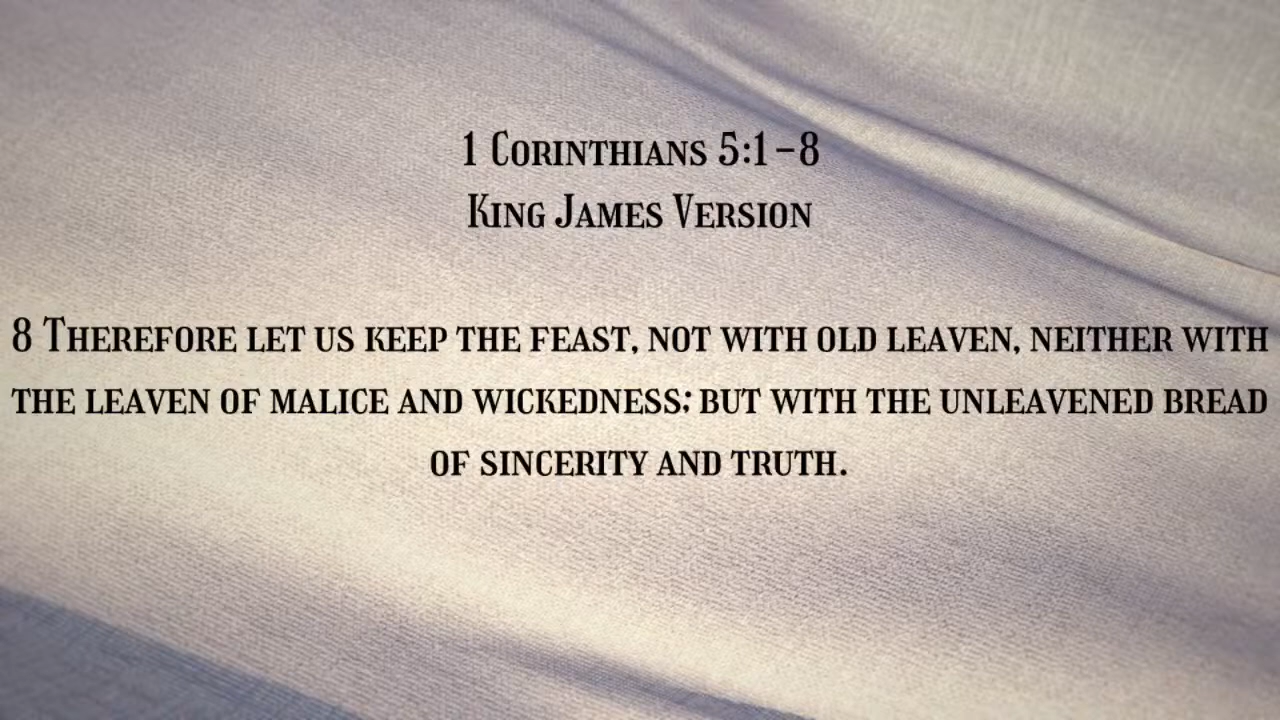 1 Corinthians 5:1-8
King James Version
8 Therefore let us keep the feast, not with old leaven, neither with
the leaven of malice and wickedness; but with the unleavened bread
of sincerity and truth.